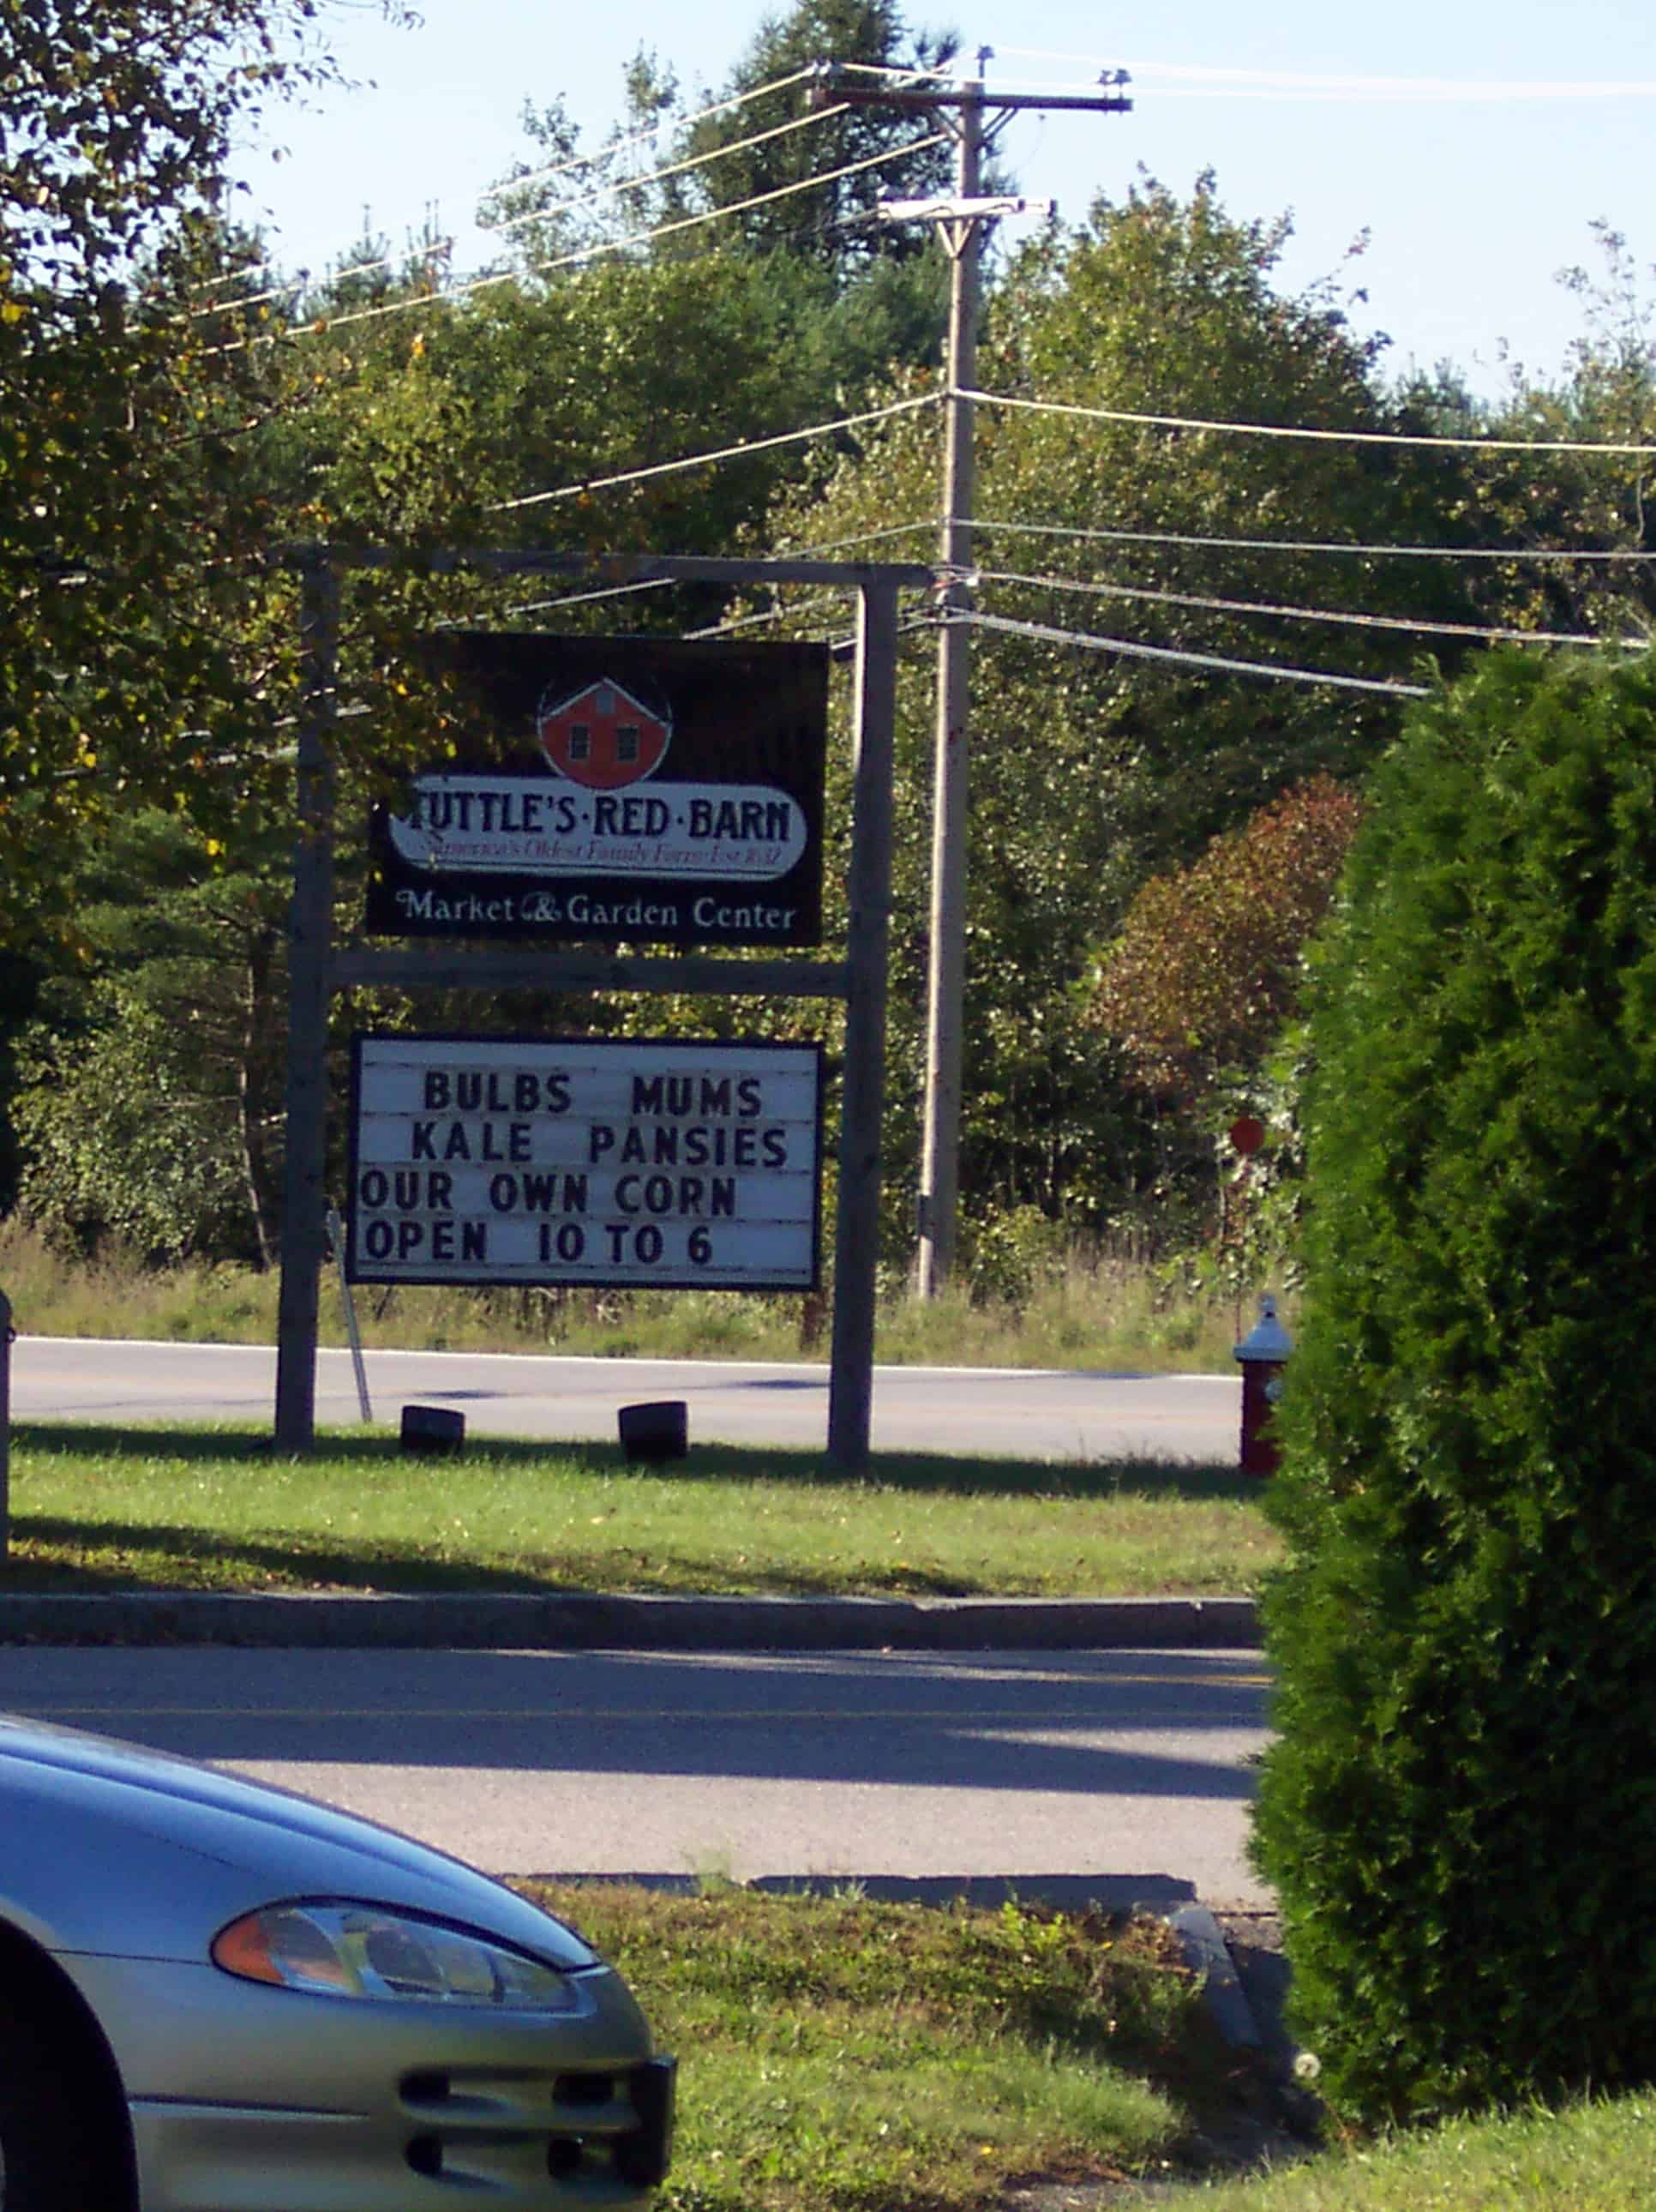 TUTTLE'S·RED·BARN
America's Oldest Family Farm·Est 1632
Market & Garden Center
BULBS MUMS
KALE PANSIES
OUR OWN CORN
OPEN 10 TO 6